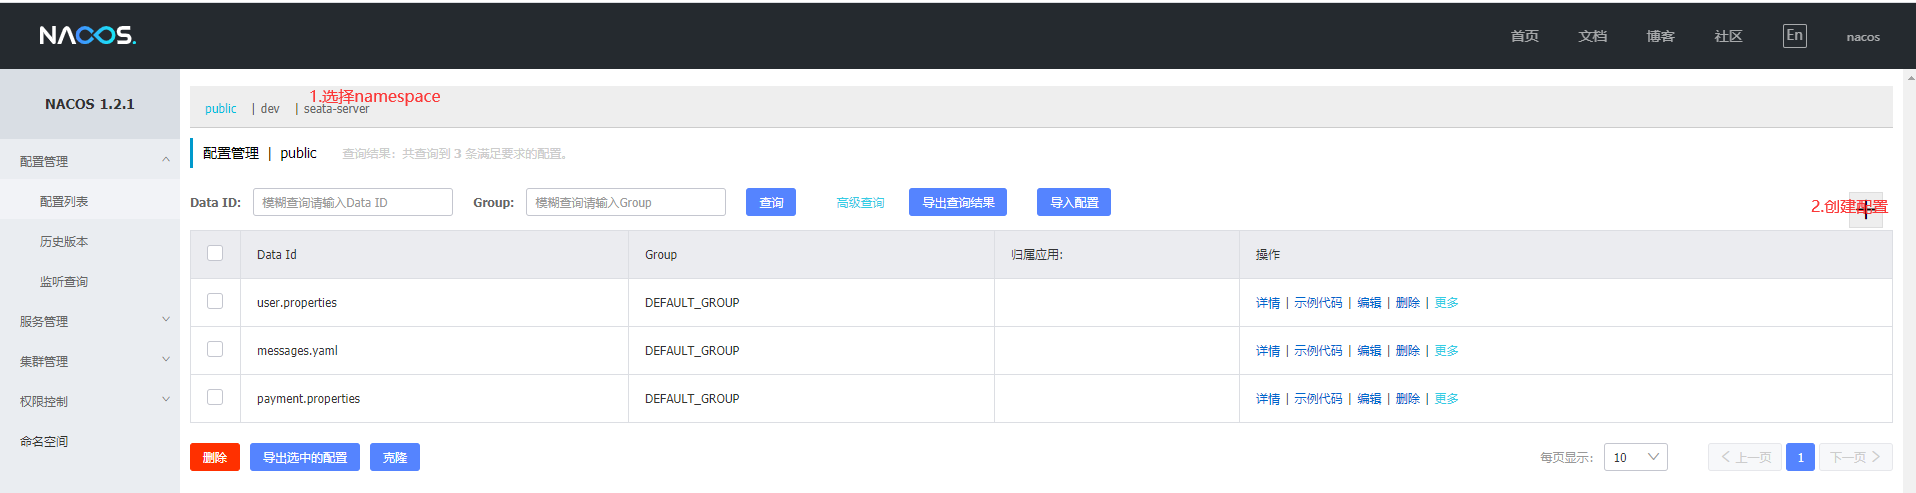 NACOS.
首页 文档 博客 社区 En nacos
NACOS 1.2.1
配置管理
配置列表
历史版本
监听查询
服务管理
集群管理
权限控制
命名空间
1.选择namespace
public | dev | seata-server
配置管理 | public 查询结果：共查询到 3 条满足要求的配置。
Data ID: 模糊查询请输入Data ID Group: 模糊查询请输入Group 查询 高级查询 导出查询结果 导入配置
2.创建配置
Data Id Group 归属应用: 操作
user.properties DEFAULT_GROUP 详情 | 示例代码 | 编辑 | 删除 | 更多
messages.yaml DEFAULT_GROUP 详情 | 示例代码 | 编辑 | 删除 | 更多
payment.properties DEFAULT_GROUP 详情 | 示例代码 | 编辑 | 删除 | 更多
删除 导出选中的配置 克隆 每页显示: 10 上一页 1 下一页